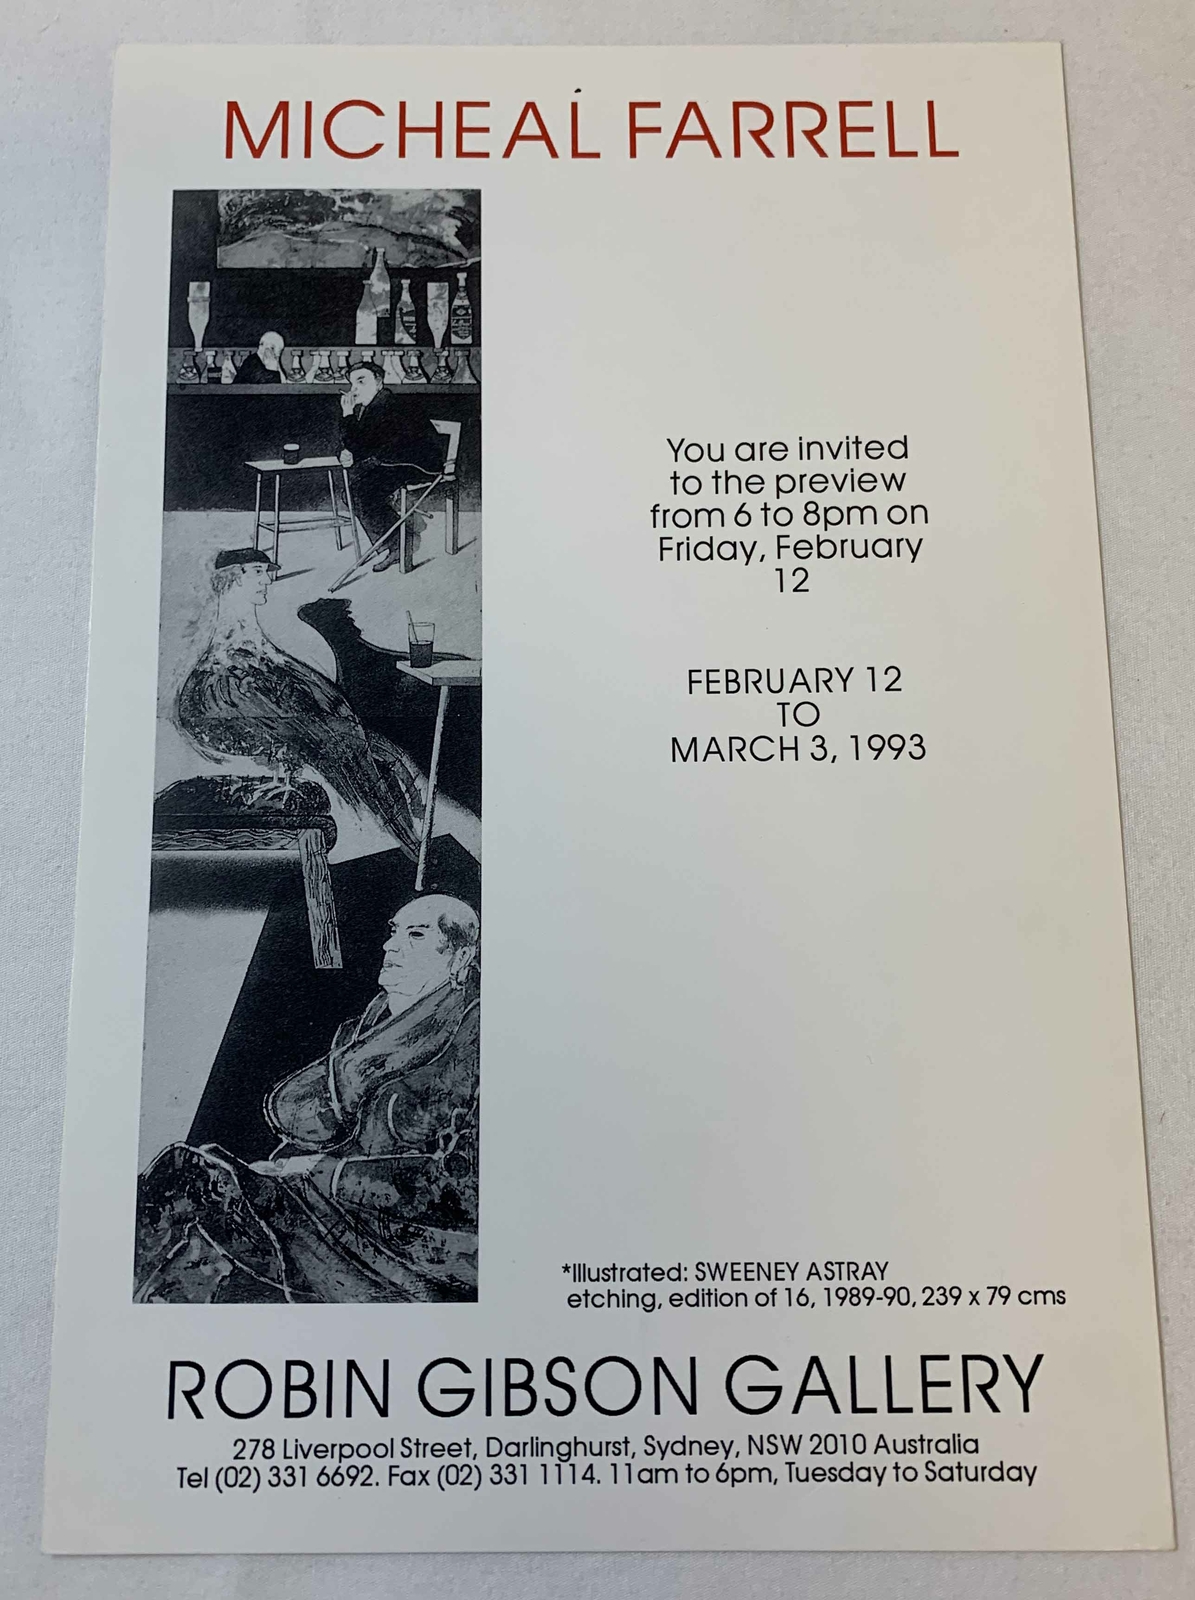 MICHEAL FARRELL
You are invited
to the preview
from 6 to 8pm on
Friday, February
12
FEBRUARY 12
TO
MARCH 3, 1993
*Illustrated: SWEENEY ASTRAY
etching, edition of 16, 1989-90, 239 x 79 cms
ROBIN GIBSON GALLERY
278 Liverpool Street, Darlinghurst, Sydney, NSW 2010 Australia
Tel (02) 331 6692. Fax (02) 331 1114. 11am to 6pm, Tuesday to Saturday